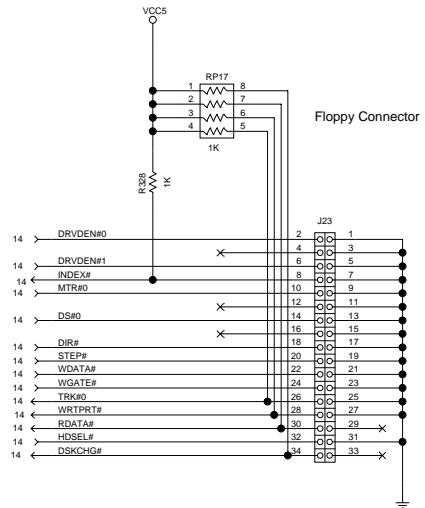 VCC5
RP17
1 8
2 7
3 6
4 5
1K
Floppy Connector
R328
1K
J23
14 DRVDEN#0 2 1
4 3
14 DRVDEN#1 6 5
14 INDEX# 8 7
14 MTR#0 10 9
12 11
14 DS#0 14 13
16 15
14 DIR# 18 17
14 STEP# 20 19
14 WDATA# 22 21
14 WGATE# 24 23
14 TRK#0 26 25
14 WRTPRT# 28 27
14 RDATA# 30 29
14 HDSEL# 32 31
14 DSKCHG# 34 33